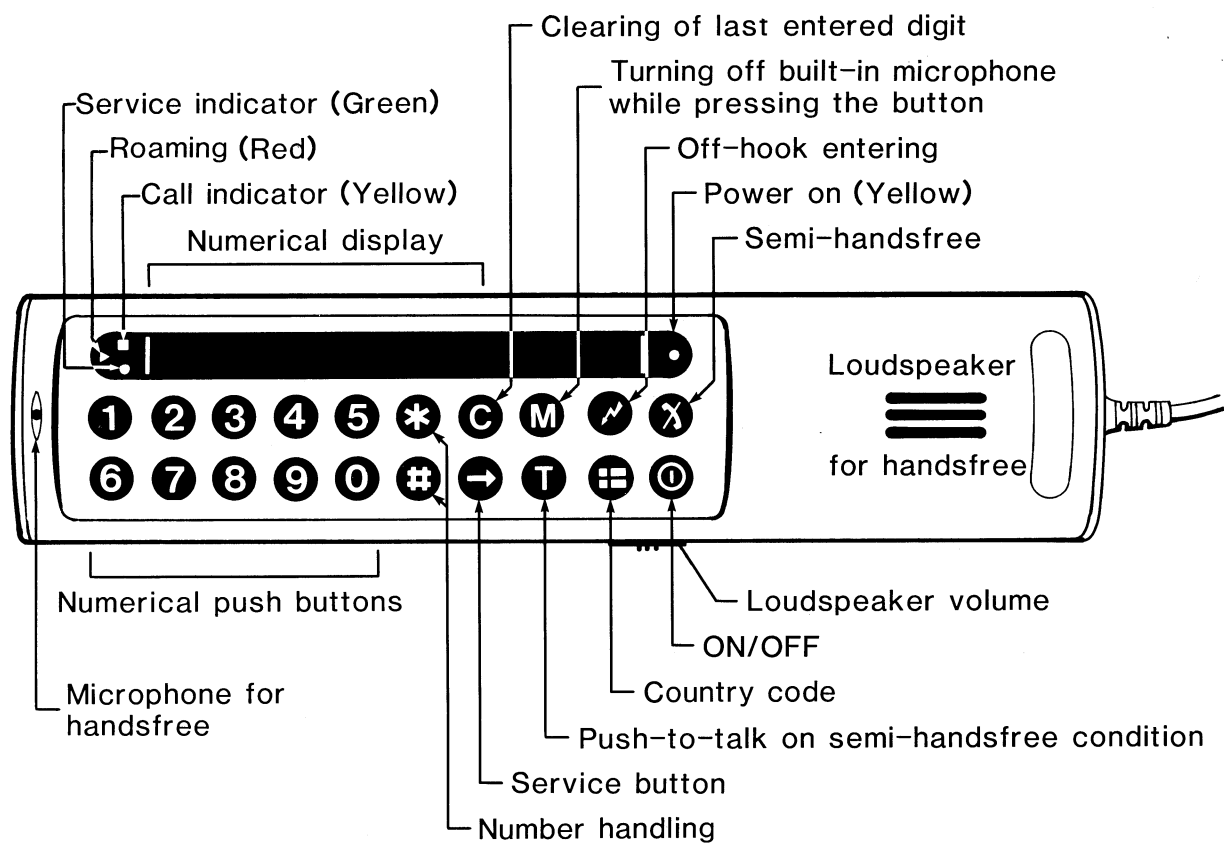 Clearing of last entered digit
Turning off built-in microphone
while pressing the button
Service indicator (Green)
Roaming (Red)
Off-hook entering
Call indicator (Yellow)
Power on (Yellow)
Numerical display
Semi-handsfree
Loudspeaker
for handsfree
1 2 3 4 5 * C M
6 7 8 9 0 # → T
Numerical push buttons
Loudspeaker volume
ON/OFF
Microphone for
handsfree
Country code
Push-to-talk on semi-handsfree condition
Service button
Number handling